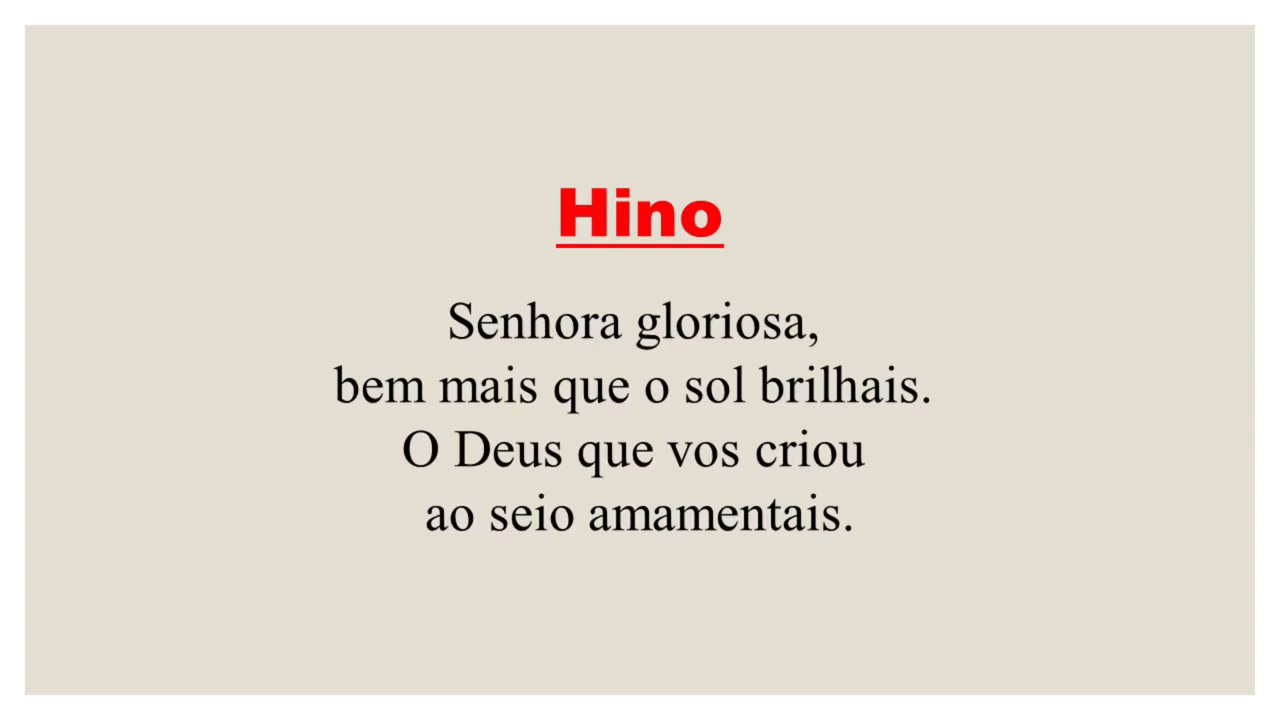 Hino
Senhora gloriosa,
bem mais que o sol brilhais.
O Deus que vos criou
ao seio amamentais.